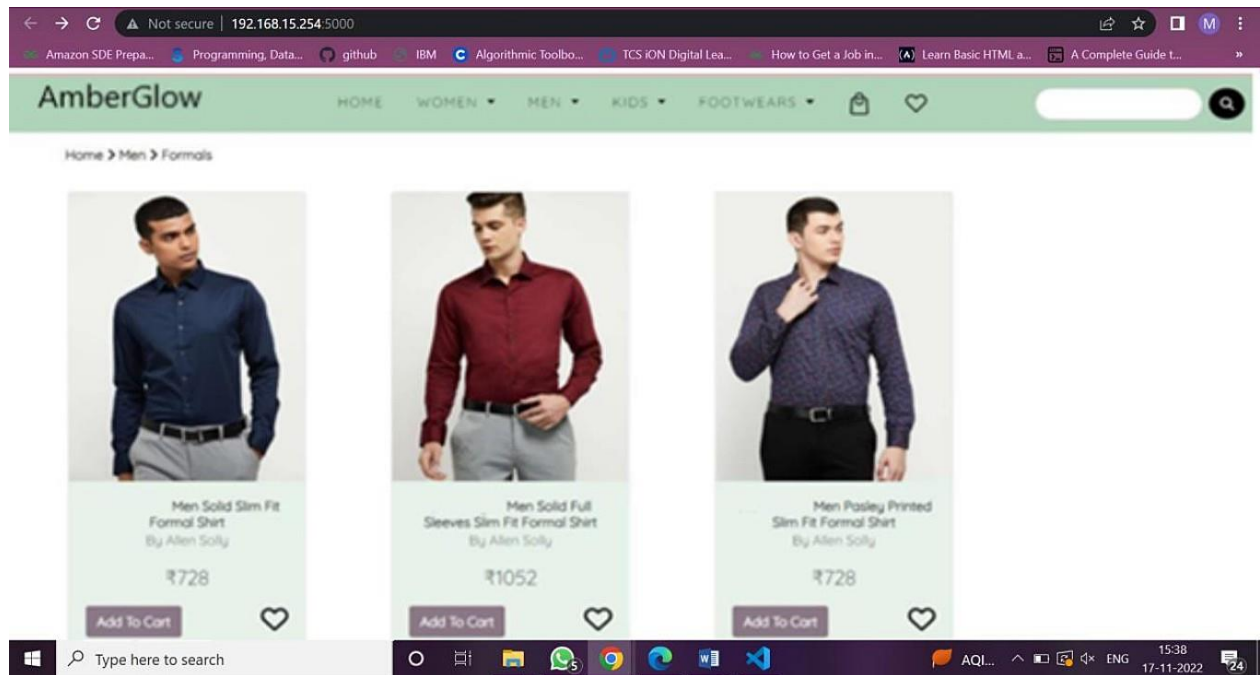 Not secure | 192.168.15.254:5000
M
Amazon SDE Prepa... Programming, Data... github IBM C Algorithmic Toolbo... TCS iON Digital Lea... How to Get a Job in... (A) Learn Basic HTML a... A Complete Guide t... »
AmberGlow HOME WOMEN MEN KIDS FOOTWEARS
Home > Men > Formals
Men Solid Slim Fit
Formal Shirt
By Allen Solly
₹728
Add To Cart
Men Solid Full
Sleeves Slim Fit Formal Shirt
By Allen Solly
₹1052
Add To Cart
Men Pasley Printed
Slim Fit Formal Shirt
By Allen Solly
₹728
Add To Cart
Type here to search
5
W
AQI... ENG
15:38
17-11-2022
24